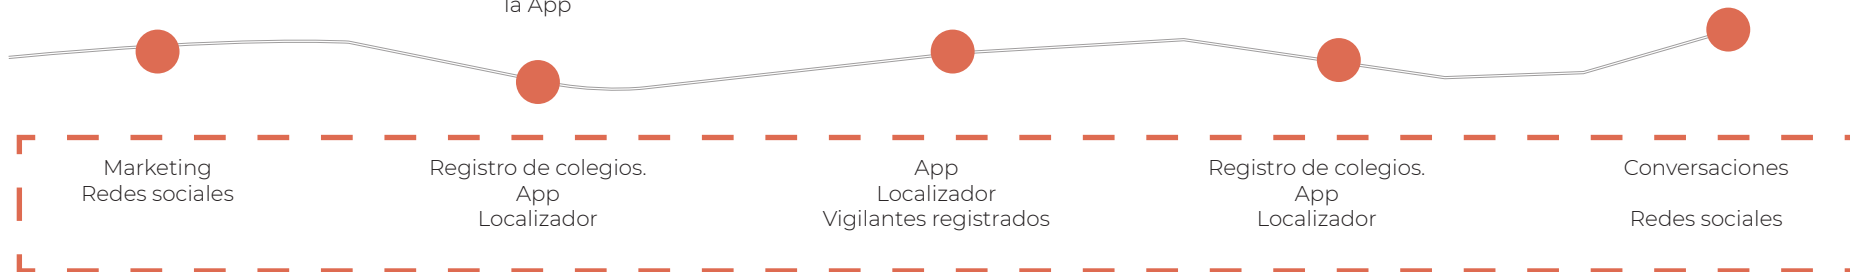 la App
Marketing
Redes sociales
Registro de colegios.
App
Localizador
App
Localizador
Vigilantes registrados
Registro de colegios.
App
Localizador
Conversaciones
Redes sociales